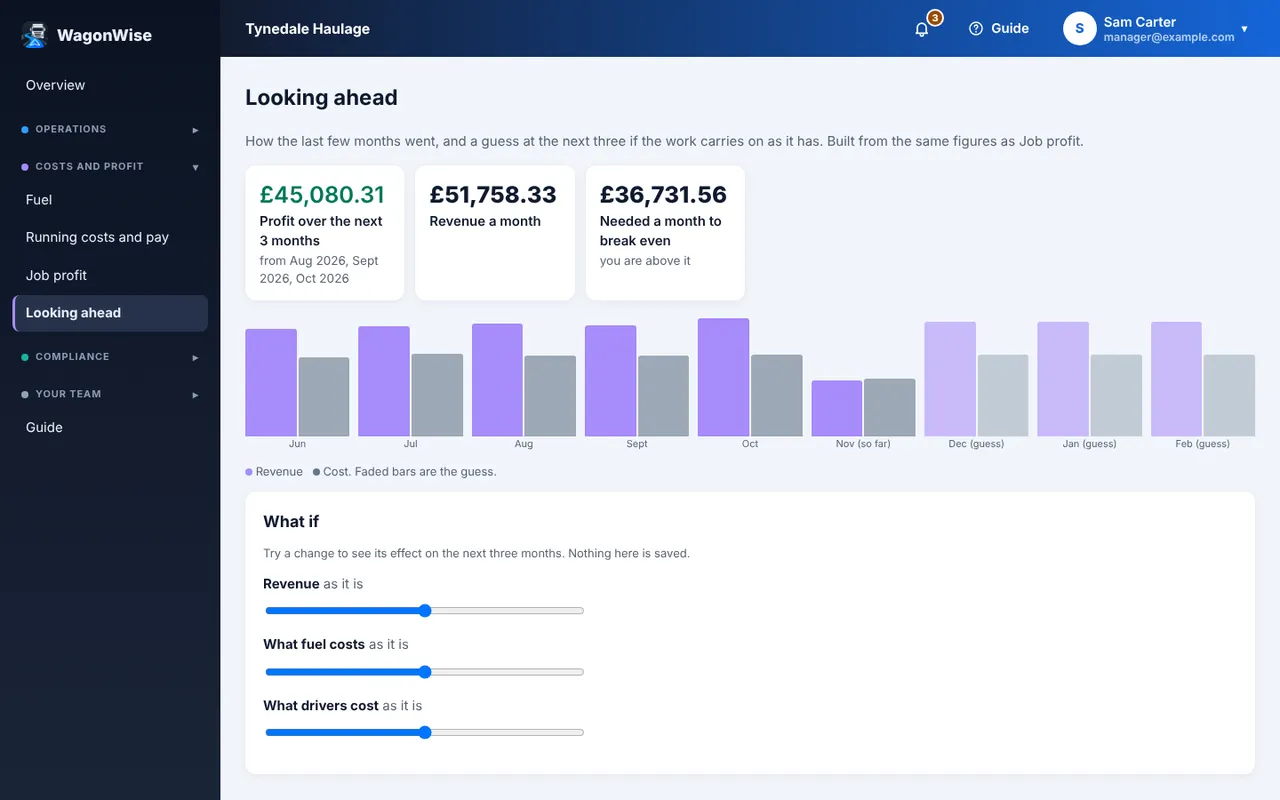 WagonWise
Tynedale Haulage
3
Guide
S
Sam Carter
manager@example.com
Overview
OPERATIONS
COSTS AND PROFIT
Fuel
Running costs and pay
Job profit
Looking ahead
COMPLIANCE
YOUR TEAM
Guide
Looking ahead
How the last few months went, and a guess at the next three if the work carries on as it has. Built from the same figures as Job profit.
£45,080.31
Profit over the next
3 months
from Aug 2026, Sept
2026, Oct 2026
£51,758.33
Revenue a month
£36,731.56
Needed a month to
break even
you are above it
Jun
Jul
Aug
Sept
Oct
Nov (so far)
Dec (guess)
Jan (guess)
Feb (guess)
Revenue
Cost. Faded bars are the guess.
What if
Try a change to see its effect on the next three months. Nothing here is saved.
Revenue as it is
What fuel costs as it is
What drivers cost as it is